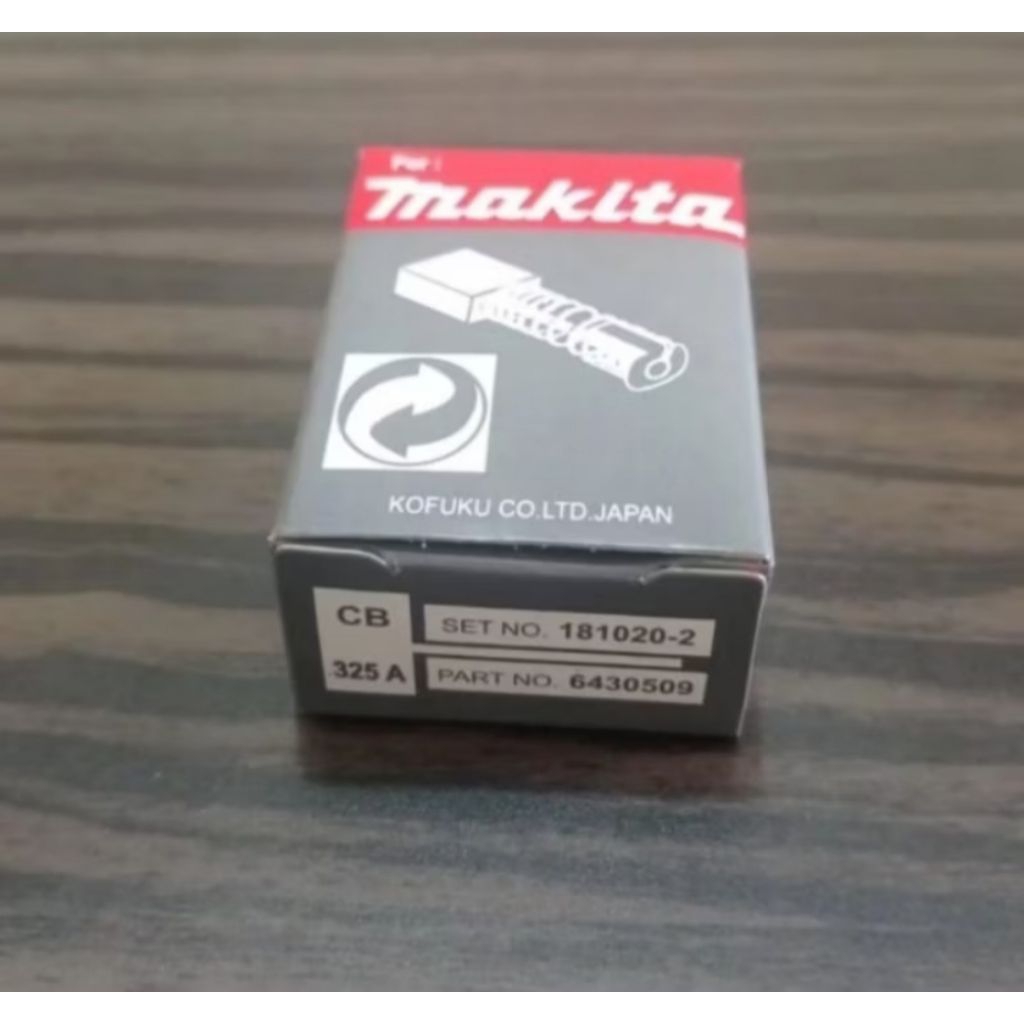 For :
makita
KOFUKU CO.LTD.JAPAN
CB
325 A
SET NO. 181020-2
PART NO. 6430509